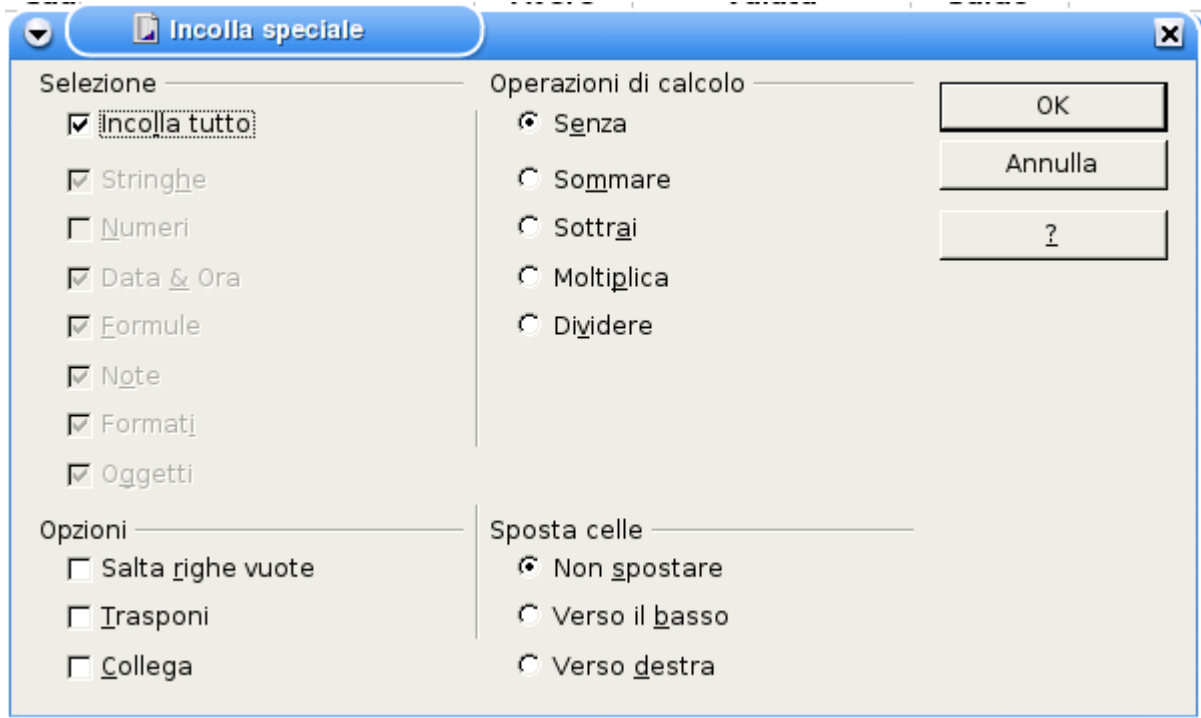 Incolla speciale
Selezione
Incolla tutto
Stringhe
Numeri
Data & Ora
Formule
Note
Formati
Oggetti
Operazioni di calcolo
Senza
Sommare
Sottrai
Moltiplica
Dividere
OK
Annulla
?
Opzioni
Salta righe vuote
Trasponi
Collega
Sposta celle
Non spostare
Verso il basso
Verso destra